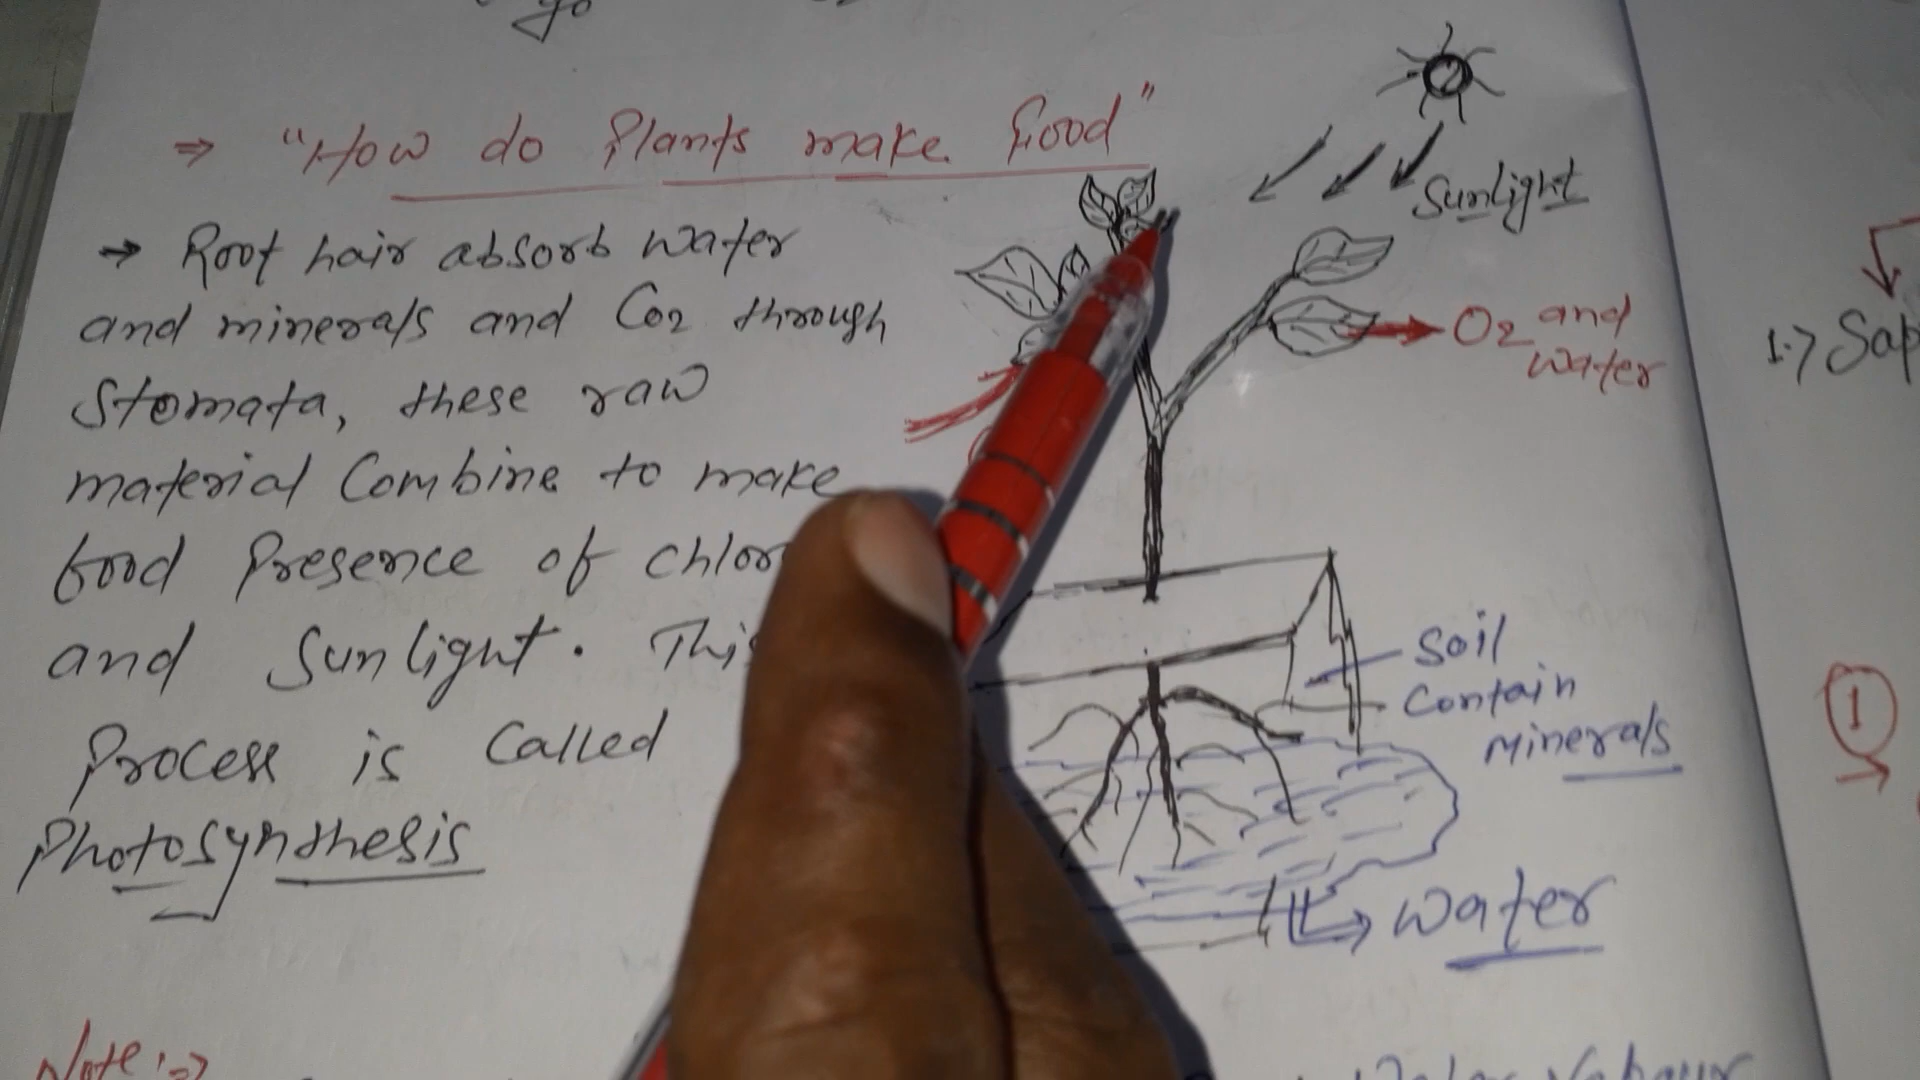 go
⇒ "How do Plants make food"
→ Root hair absorb water
and minerals and Co2 through
Stomata, these raw
material Combine to make
food Presence of chlor
and Sunlight. This
Process is Called
Photosynthesis
Note :⇒
Sunlight
→ O2 and
water
Soil
Contain
Minerals
→ water
1.) Sap
1